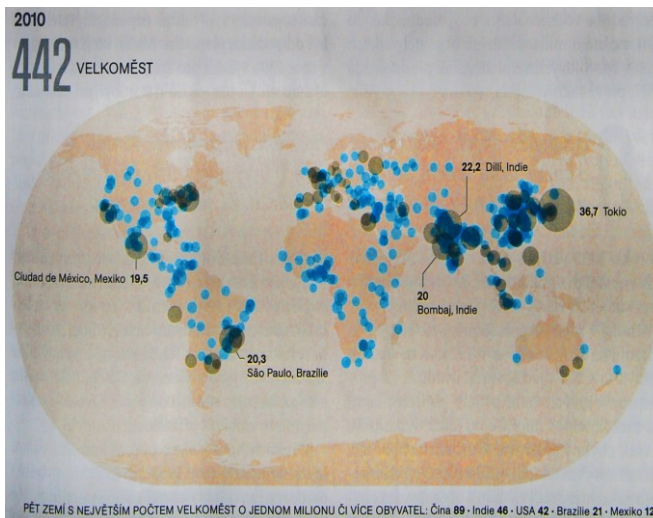 2010
442 VELKOMĚST
22,2 Dillí, Indie
36,7 Tokio
Ciudad de México, Mexiko 19,5
20
Bombaj, Indie
20,3
São Paulo, Brazílie
PĚT ZEMÍ S NEJVĚTŠÍM POČTEM VELKOMĚST O JEDNOM MILIONU ČI VÍCE OBYVATEL: Čína 89 · Indie 46 · USA 42 · Brazílie 21 · Mexiko 12